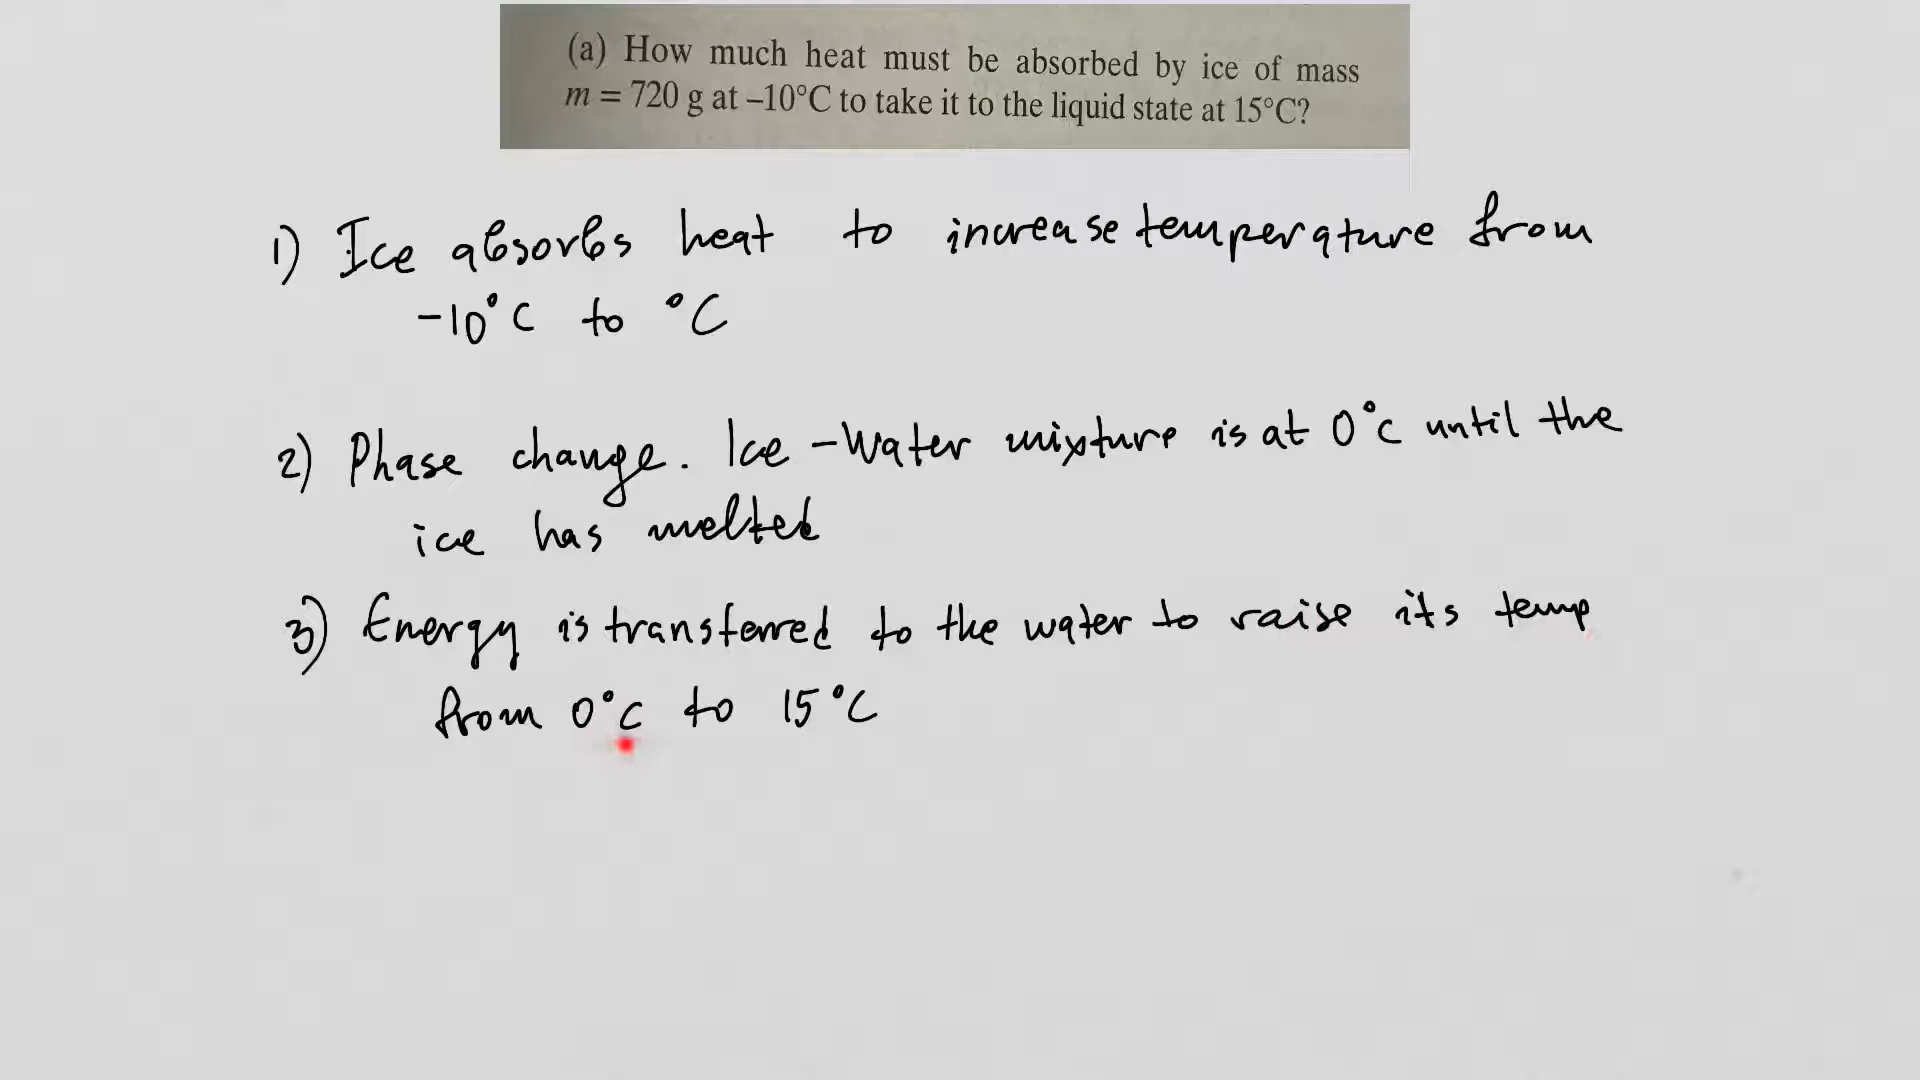 (a) How much heat must be absorbed by ice of mass
m = 720 g at –10°C to take it to the liquid state at 15°C?
1) Ice absorbs heat to increase temperature from
-10°C to °C
2) Phase change. Ice - Water mixture is at 0°C until the
ice has melted
3) Energy is transferred to the water to raise its temp
from 0°C to 15°C